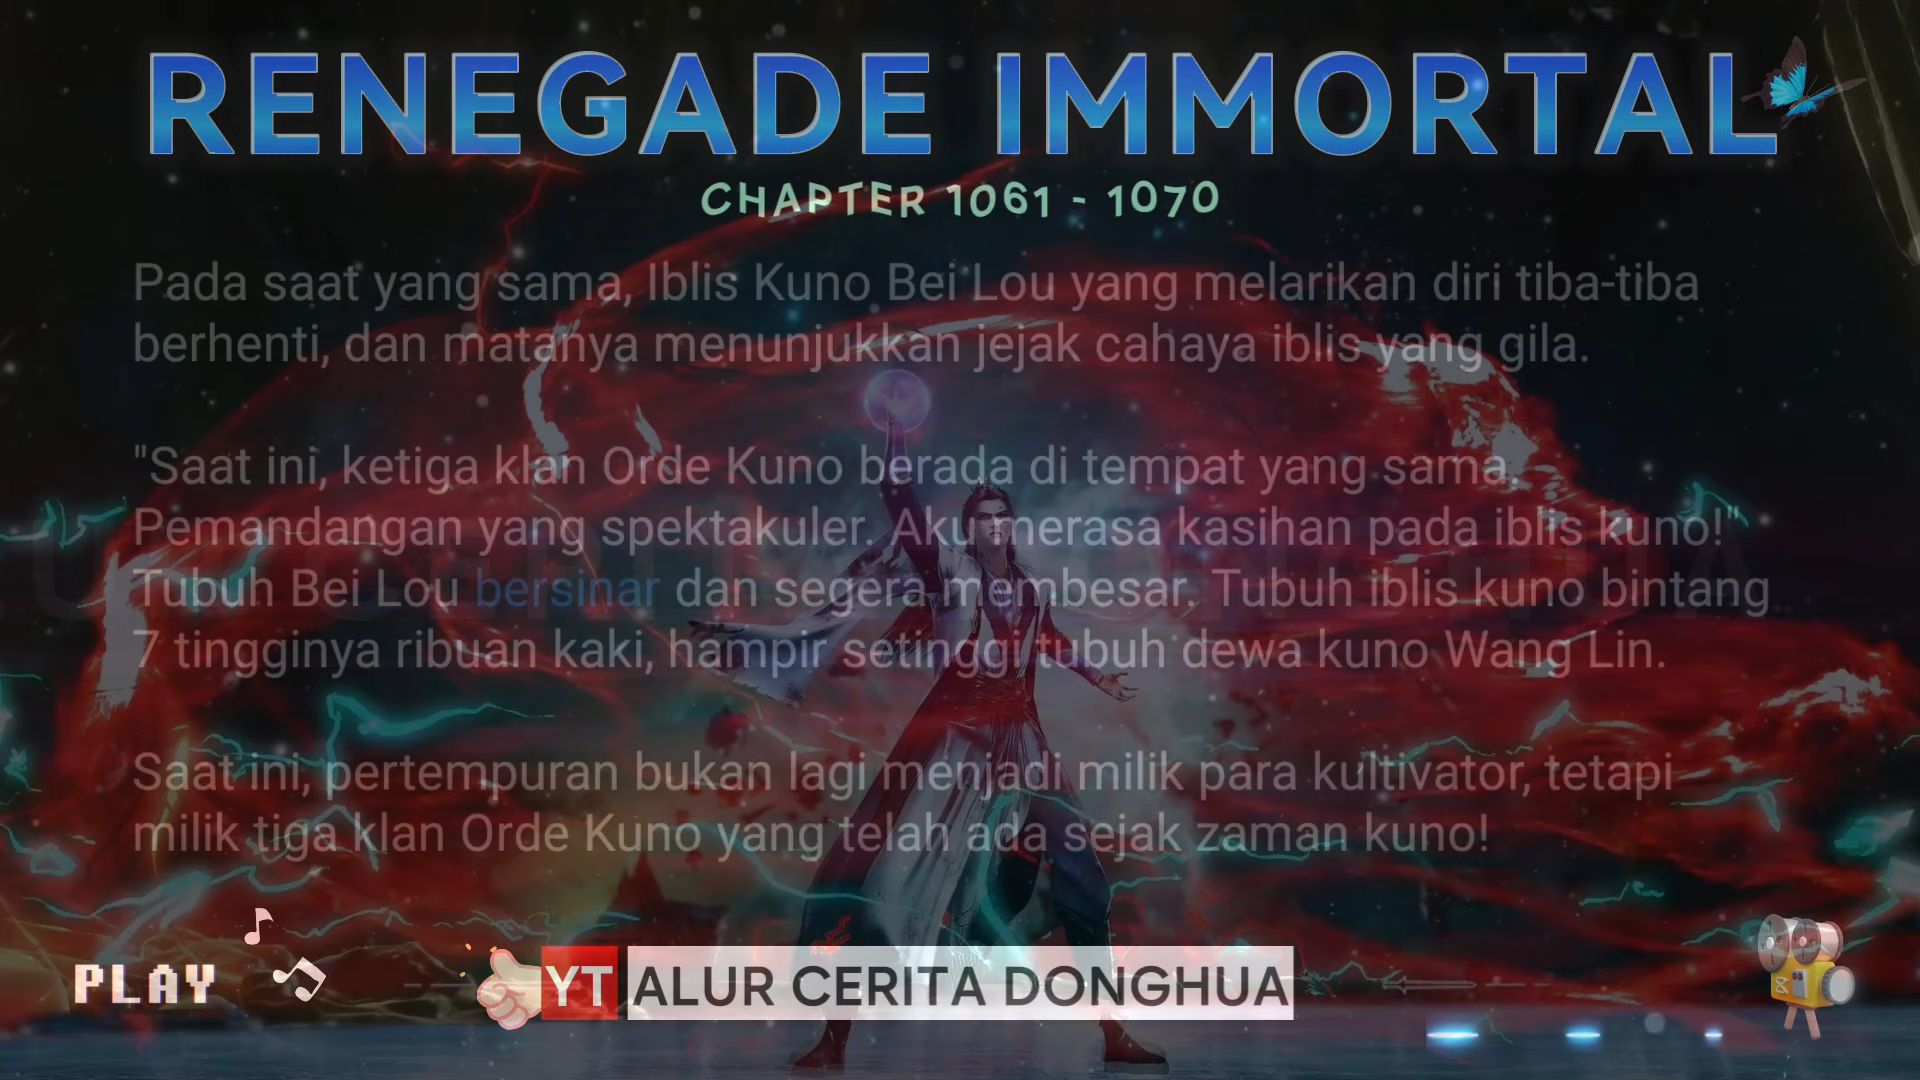 RENEGADE IMMORTAL
CHAPTER 1061 - 1070
Pada saat yang sama, Iblis Kuno Bei Lou yang melarikan diri tiba-tiba
berhenti, dan matanya menunjukkan jejak cahaya iblis yang gila.
"Saat ini, ketiga klan Orde Kuno berada di tempat yang sama.
Pemandangan yang spektakuler. Aku merasa kasihan pada iblis kuno!"
Tubuh Bei Lou bersinar dan segera membesar. Tubuh iblis kuno bintang
7 tingginya ribuan kaki, hampir setinggi tubuh dewa kuno Wang Lin.
Saat ini, pertempuran bukan lagi menjadi milik para kultivator, tetapi
milik tiga klan Orde Kuno yang telah ada sejak zaman kuno!
PLAY
YT ALUR CERITA DONGHUA